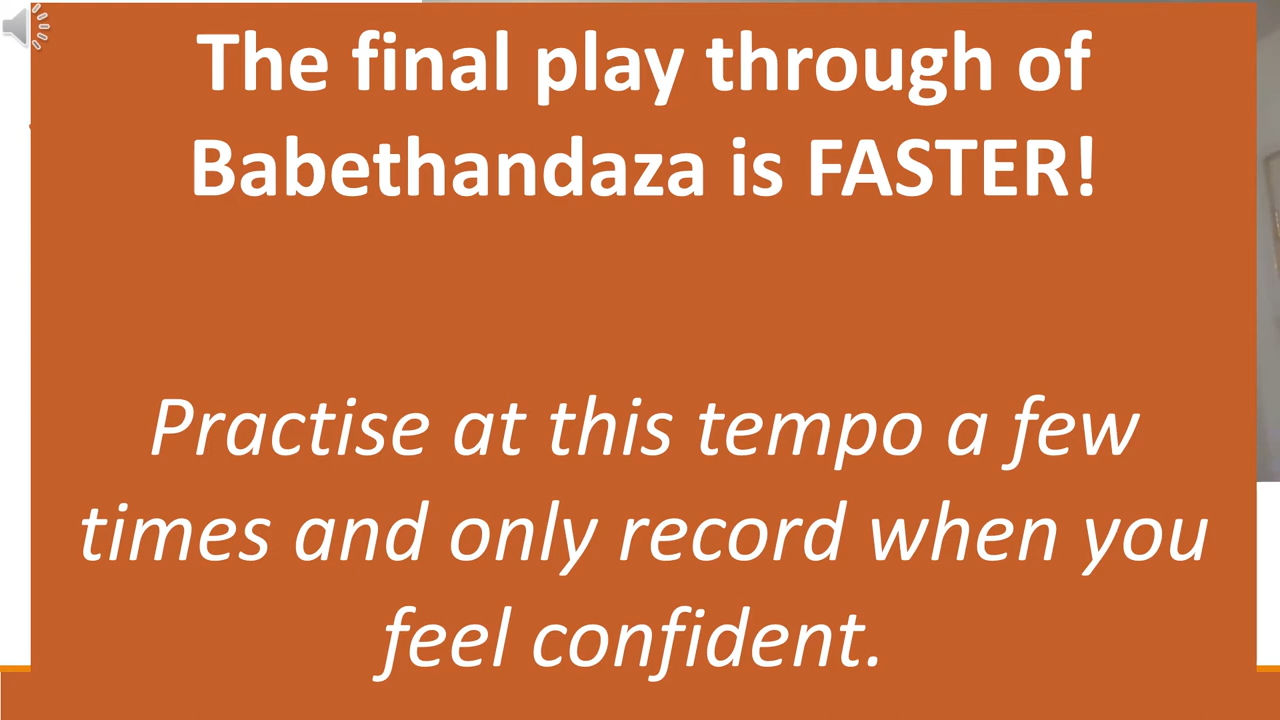 The final play through of
Babethandaza is FASTER!
Practise at this tempo a few
times and only record when you
feel confident.